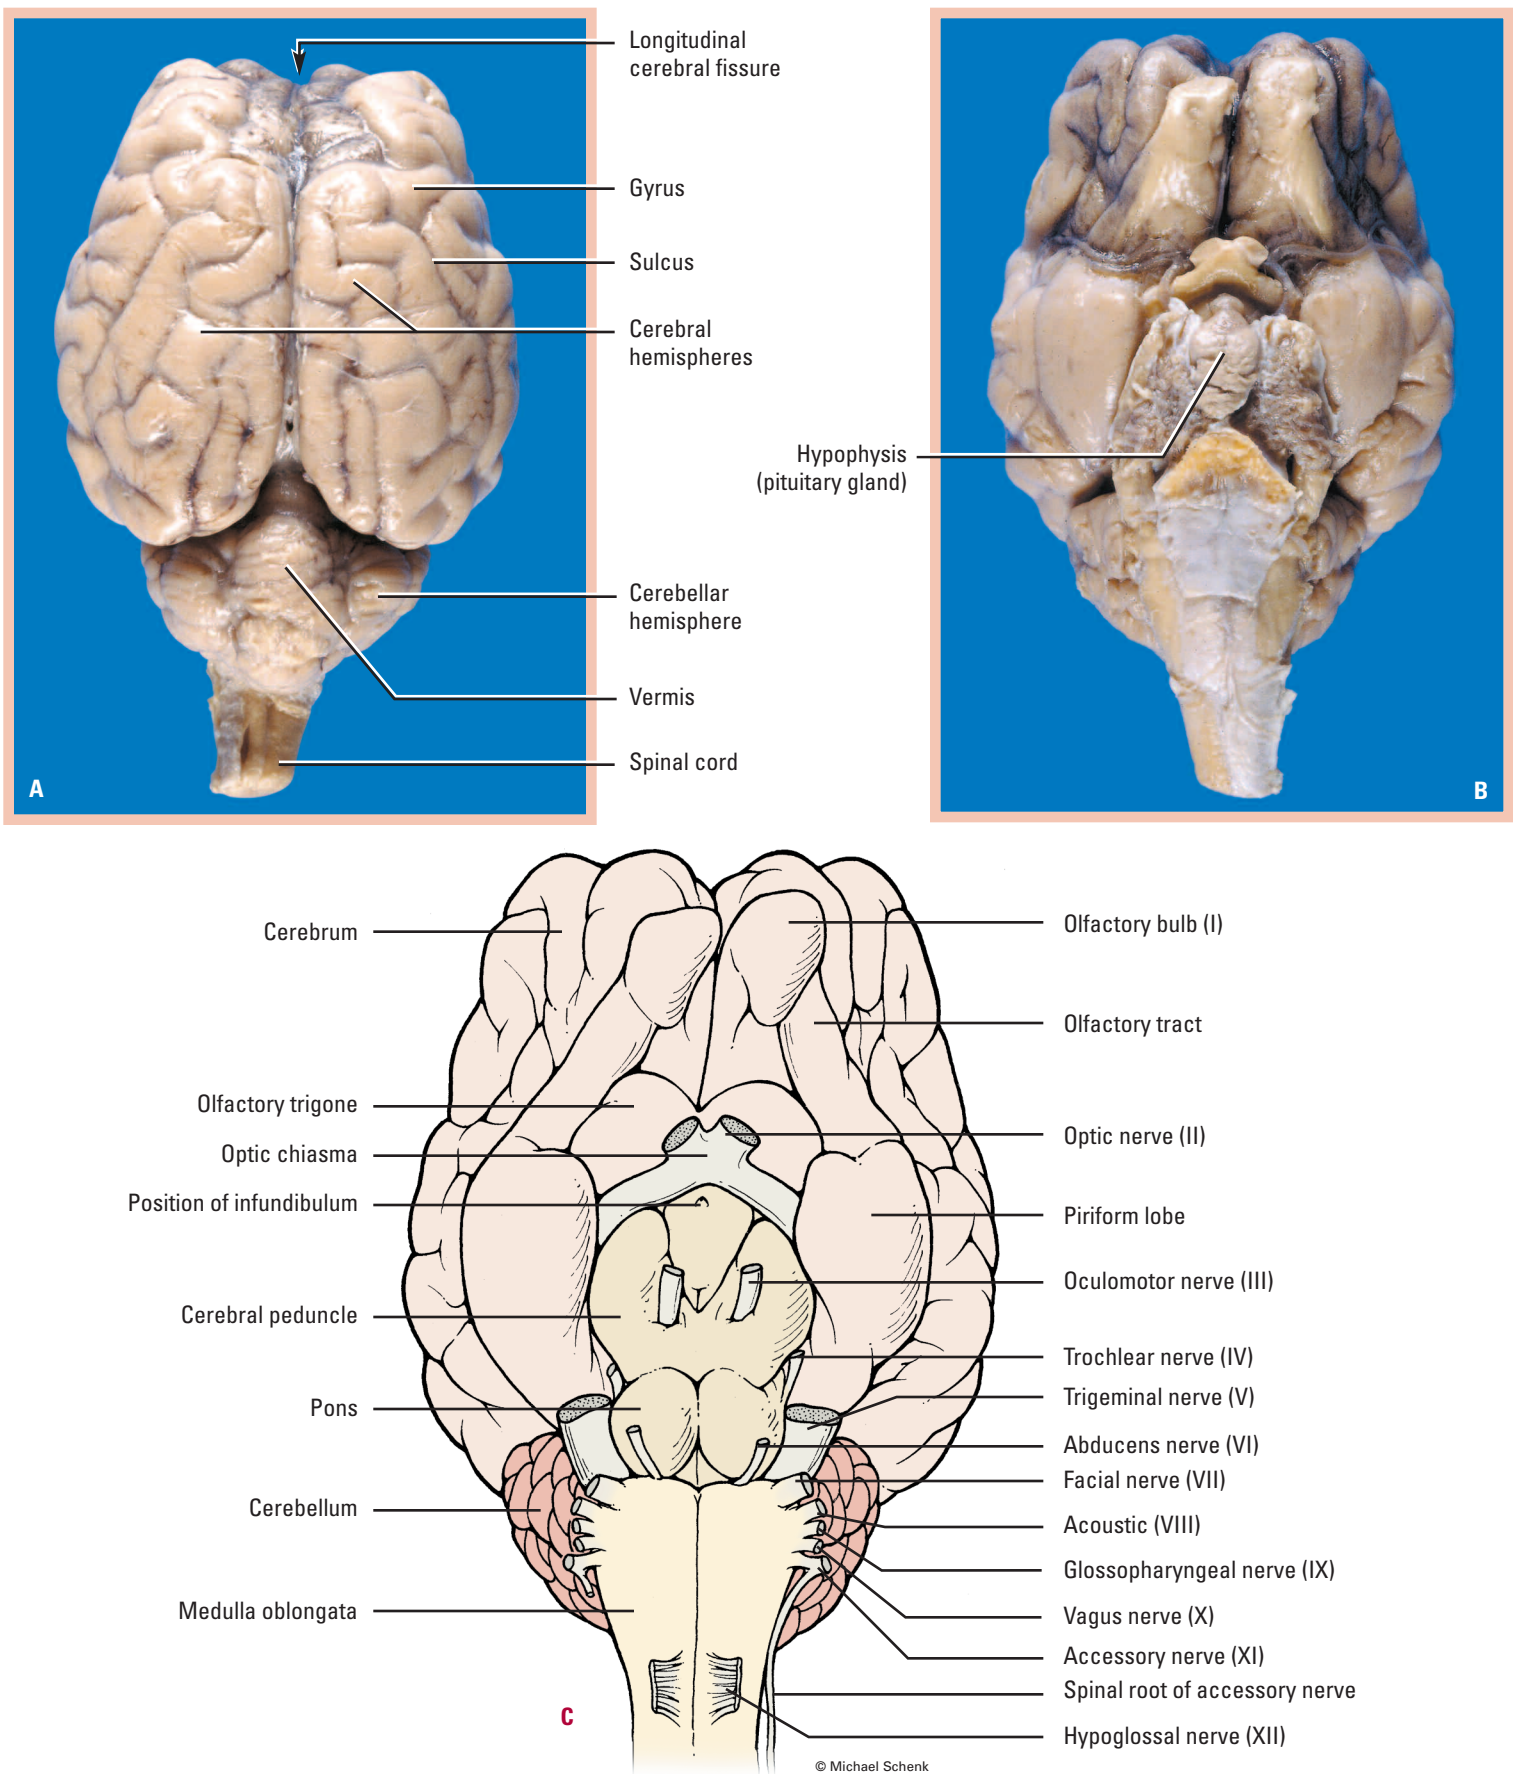 Longitudinal
cerebral fissure
Gyrus
Sulcus
Cerebral
hemispheres
Cerebellar
hemisphere
Vermis
Spinal cord
A
Hypophysis
(pituitary gland)
B
Cerebrum
Olfactory trigone
Optic chiasma
Position of infundibulum
Cerebral peduncle
Pons
Cerebellum
Medulla oblongata
Olfactory bulb (I)
Olfactory tract
Optic nerve (II)
Piriform lobe
Oculomotor nerve (III)
Trochlear nerve (IV)
Trigeminal nerve (V)
Abducens nerve (VI)
Facial nerve (VII)
Acoustic (VIII)
Glossopharyngeal nerve (IX)
Vagus nerve (X)
Accessory nerve (XI)
Spinal root of accessory nerve
Hypoglossal nerve (XII)
C
© Michael Schenk